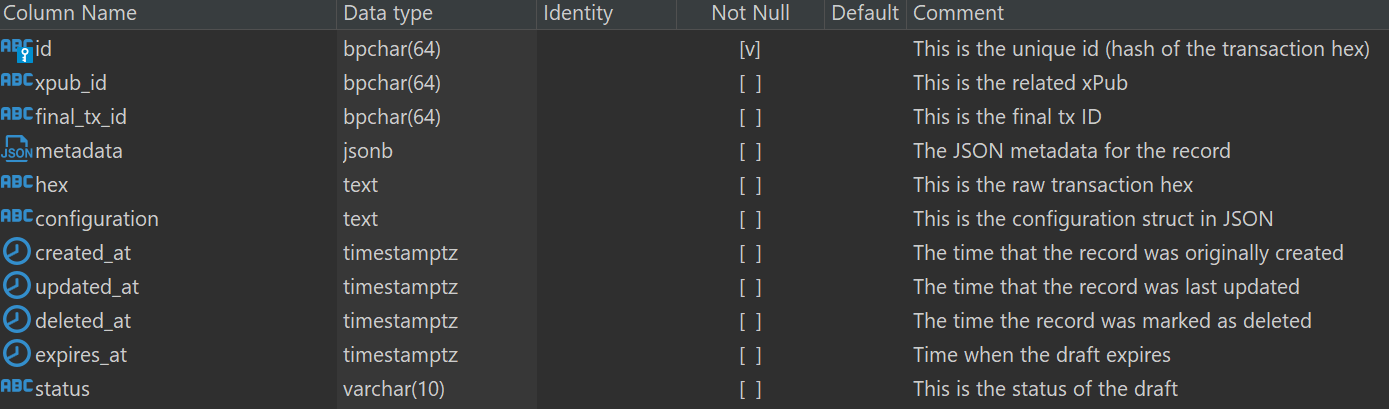 Column Name Data type Identity Not Null Default Comment
ABC id bpchar(64) [v] This is the unique id (hash of the transaction hex)
ABC xpub_id bpchar(64) [ ] This is the related xPub
ABC final_tx_id bpchar(64) [ ] This is the final tx ID
JSON metadata jsonb [ ] The JSON metadata for the record
ABC hex text [ ] This is the raw transaction hex
ABC configuration text [ ] This is the configuration struct in JSON
created_at timestamptz [ ] The time that the record was originally created
updated_at timestamptz [ ] The time that the record was last updated
deleted_at timestamptz [ ] The time the record was marked as deleted
expires_at timestamptz [ ] Time when the draft expires
ABC status varchar(10) [ ] This is the status of the draft